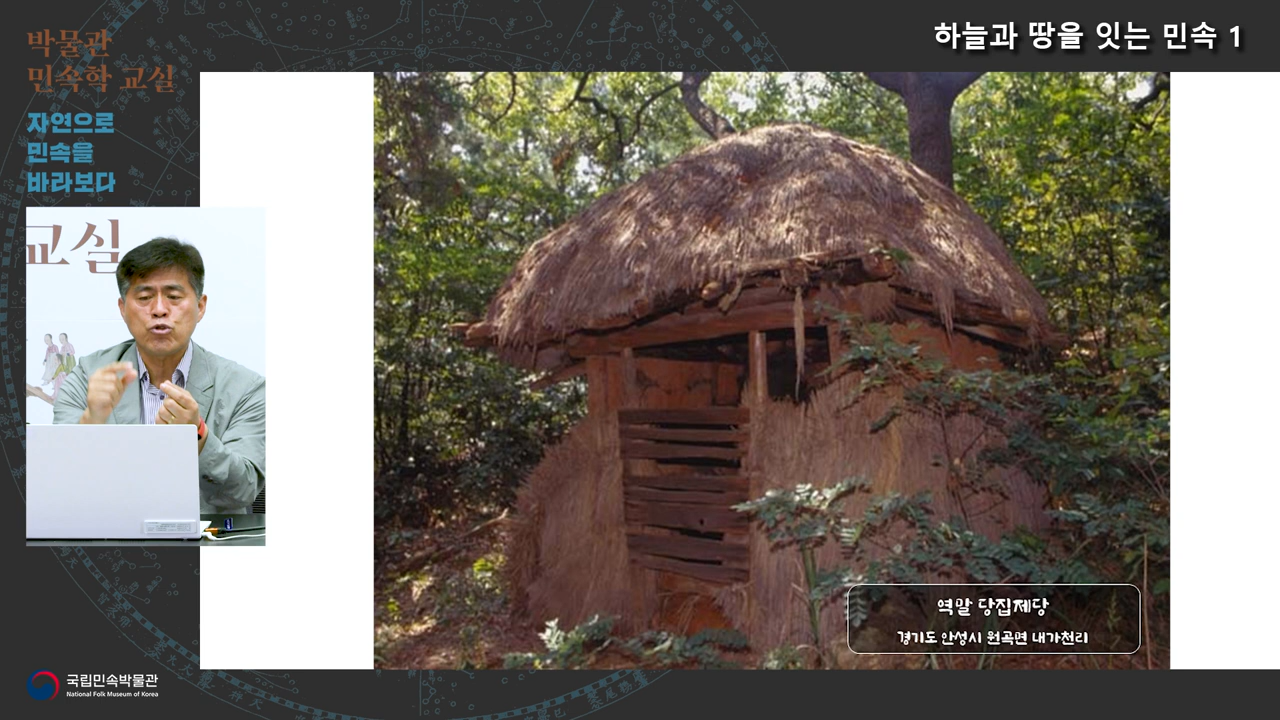 박물관
민속학 교실
자연으로
민속을
바라보다
하늘과 땅을 잇는 민속 1
교실
역말 당집제당
경기도 안성시 원곡면 내가천리
국립민속박물관
National Folk Museum of Korea